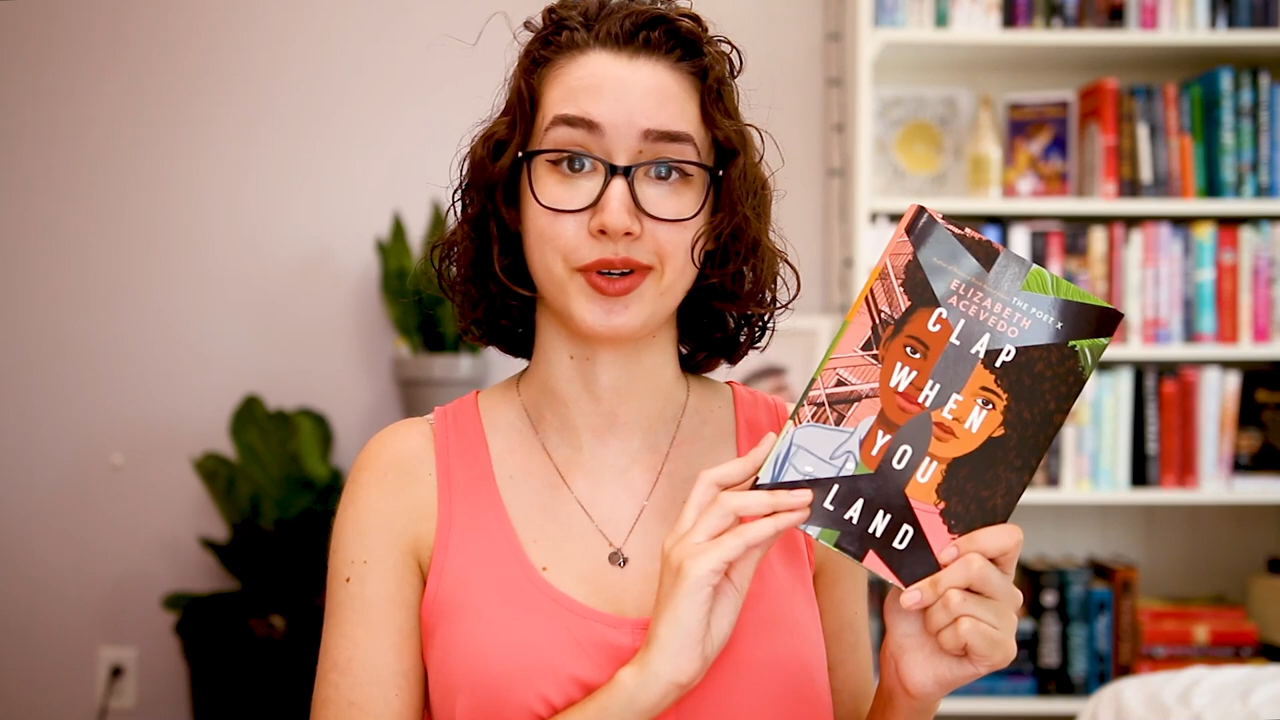 THE POET X
ELIZABETH
ACEVEDO
CLAP
WHEN
YOU
LAND